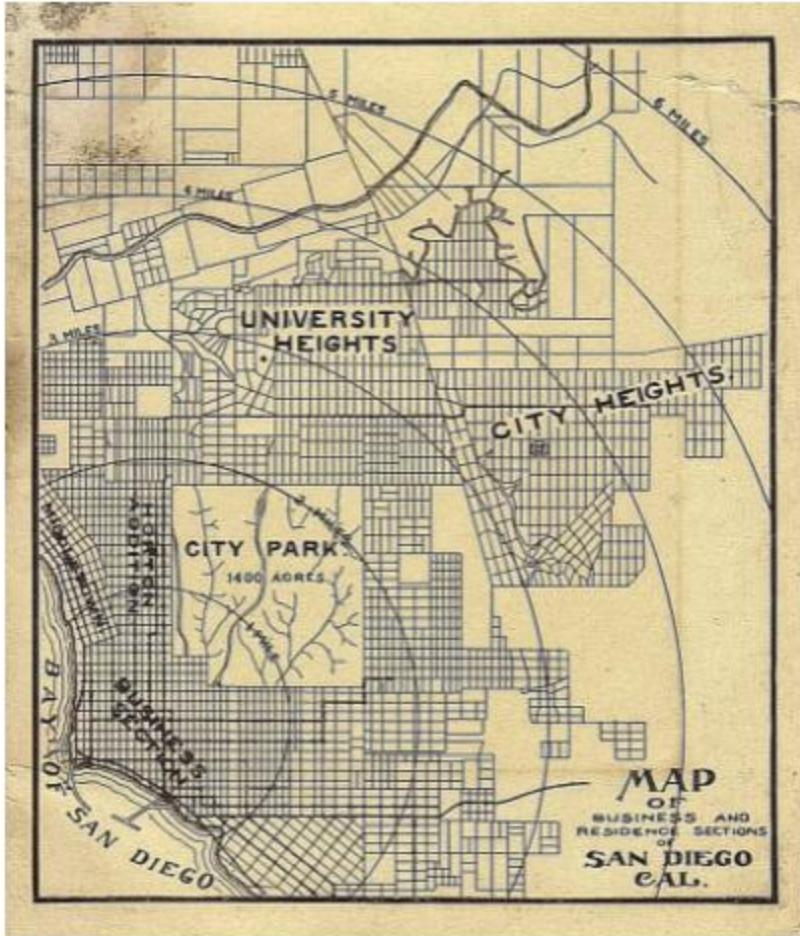 5 MILES
6 MILES
4 MILES
UNIVERSITY
HEIGHTS
3 MILES
CITY HEIGHTS.
2 MILES
MIDDLETOWN
HORTON
ADDITION
CITY PARK.
1400 ACRES
1 MILE
BUSINESS
SECTION
BAY OF SAN DIEGO
MAP
OF
BUSINESS AND
RESIDENCE SECTIONS
OF
SAN DIEGO
CAL.